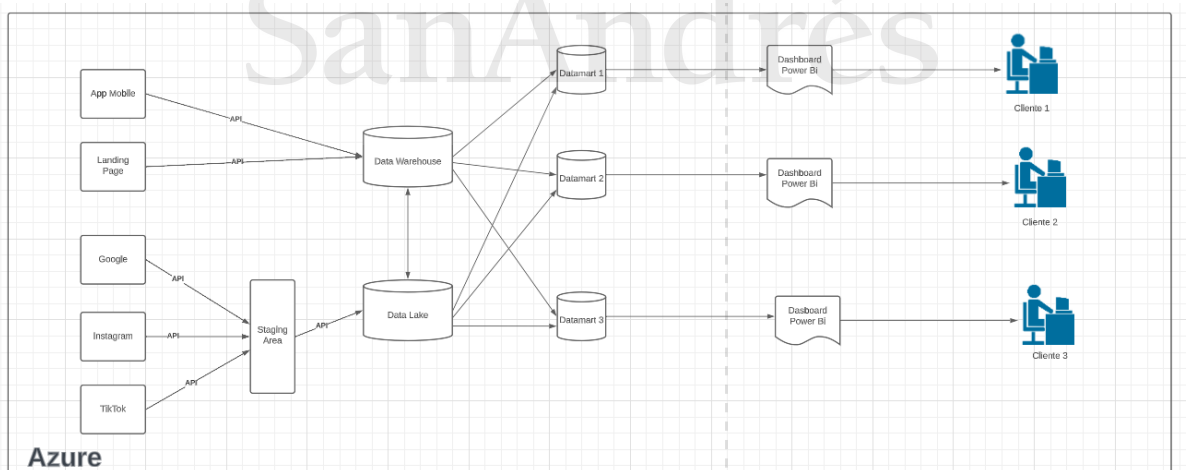 SanAndrés
App Mobile
API
Landing
Page
API
Google
API
Instagram
API
TikTok
API
Staging
Area
API
Data Warehouse
Data Lake
Datamart 1
Datamart 2
Datamart 3
Dashboard
Power Bi
Dashboard
Power Bi
Dasboard
Power Bi
Cliente 1
Cliente 2
Cliente 3
Azure